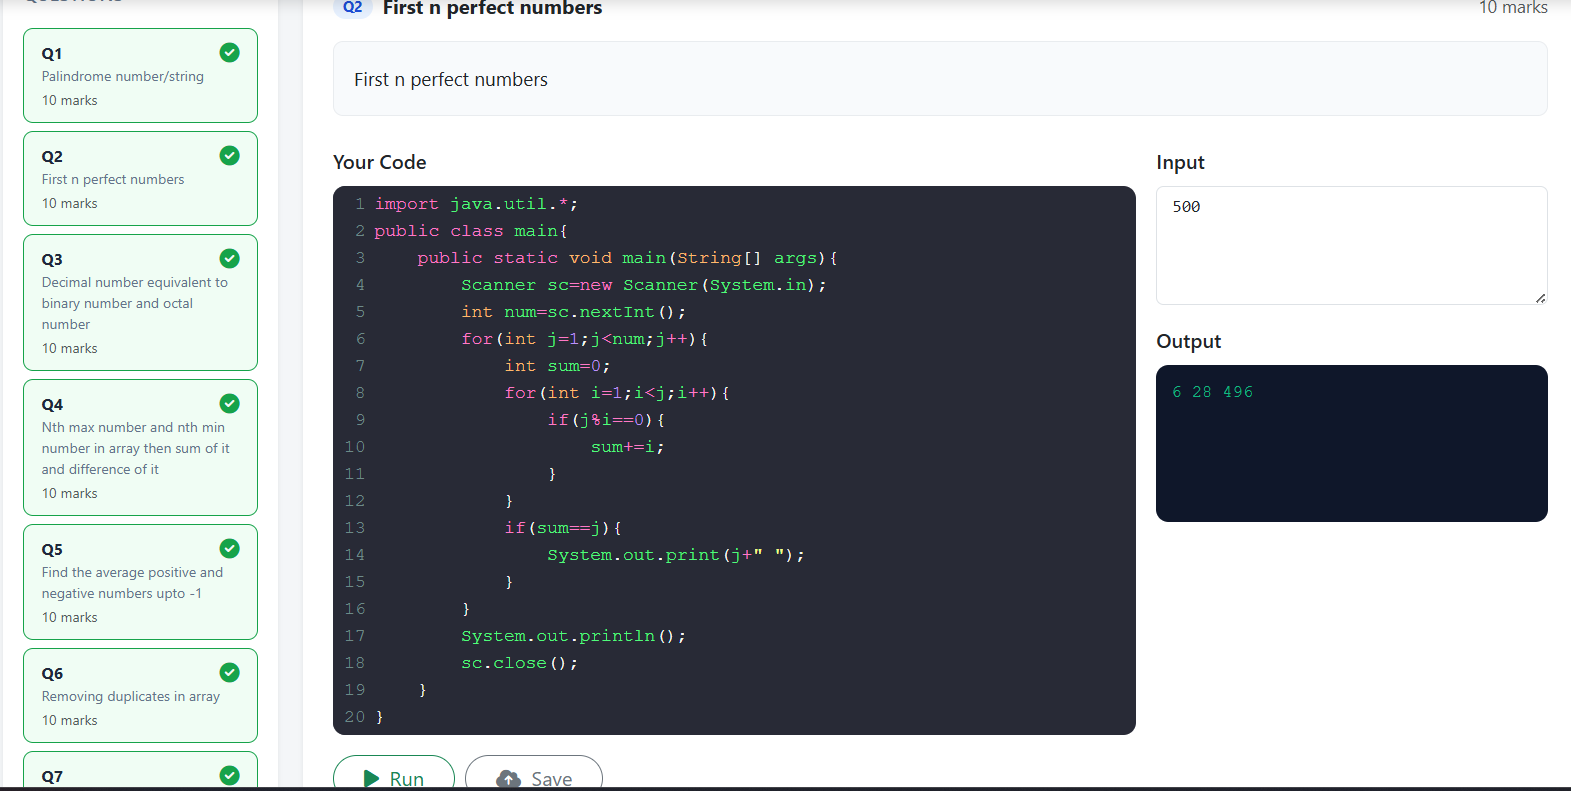 QUESTIONS
Q1
Palindrome number/string
10 marks
Q2
First n perfect numbers
10 marks
Q3
Decimal number equivalent to
binary number and octal
number
10 marks
Q4
Nth max number and nth min
number in array then sum of it
and difference of it
10 marks
Q5
Find the average positive and
negative numbers upto -1
10 marks
Q6
Removing duplicates in array
10 marks
Q7
Q2 First n perfect numbers 10 marks
First n perfect numbers
Your Code
1 import java.util.*;
2 public class main{
3     public static void main(String[] args){
4         Scanner sc=new Scanner(System.in);
5         int num=sc.nextInt();
6         for(int j=1;j<num;j++){
7             int sum=0;
8             for(int i=1;i<j;i++){
9                 if(j%i==0){
10                     sum+=i;
11                 }
12             }
13             if(sum==j){
14                 System.out.print(j+" ");
15             }
16         }
17         System.out.println();
18         sc.close();
19     }
20 }
Run Save
Input
500
Output
6 28 496